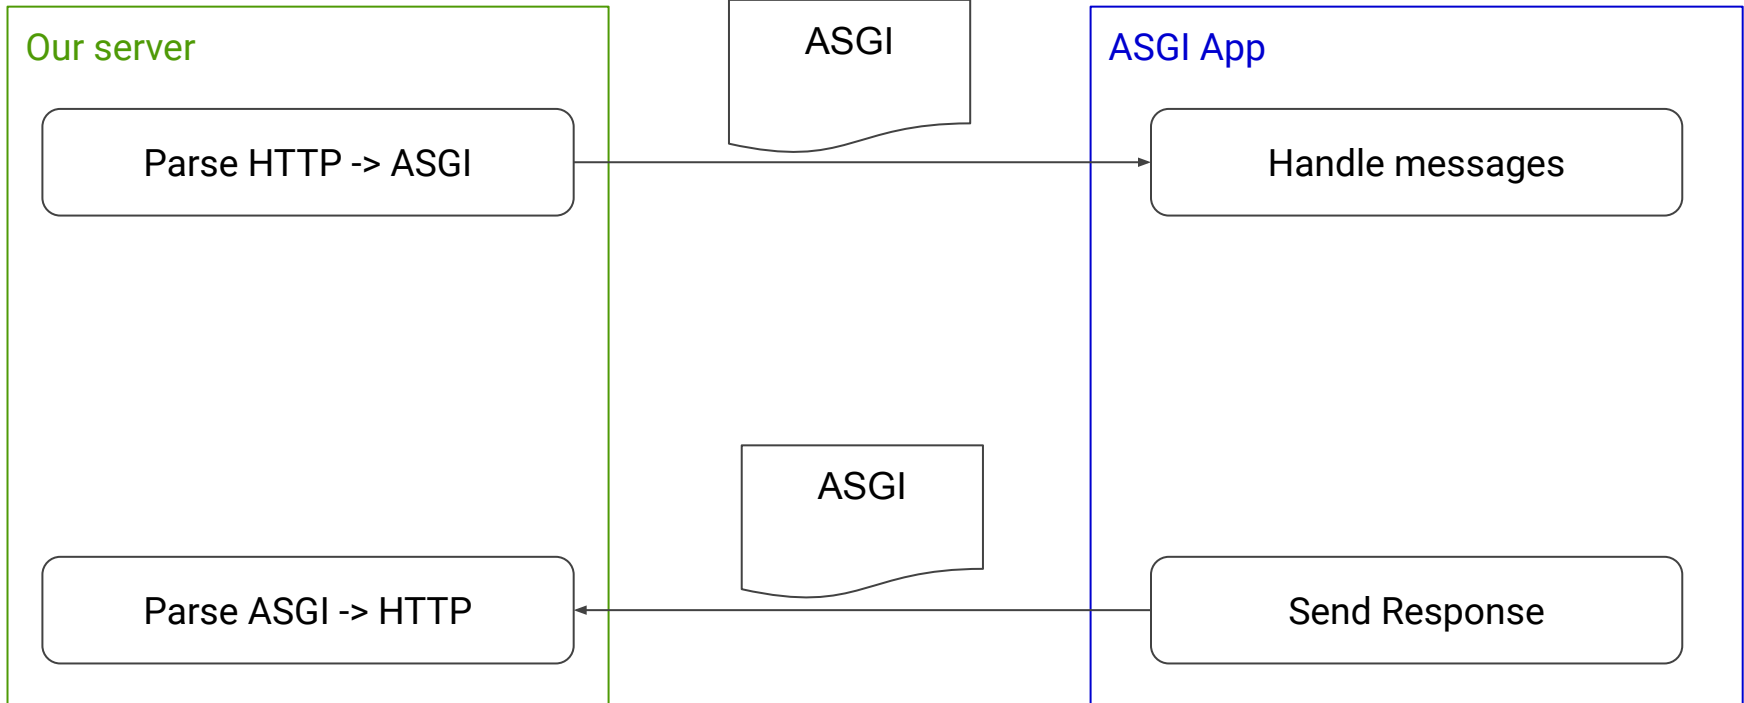 Our server
ASGI
ASGI App
Parse HTTP -> ASGI
Handle messages
ASGI
Parse ASGI -> HTTP
Send Response